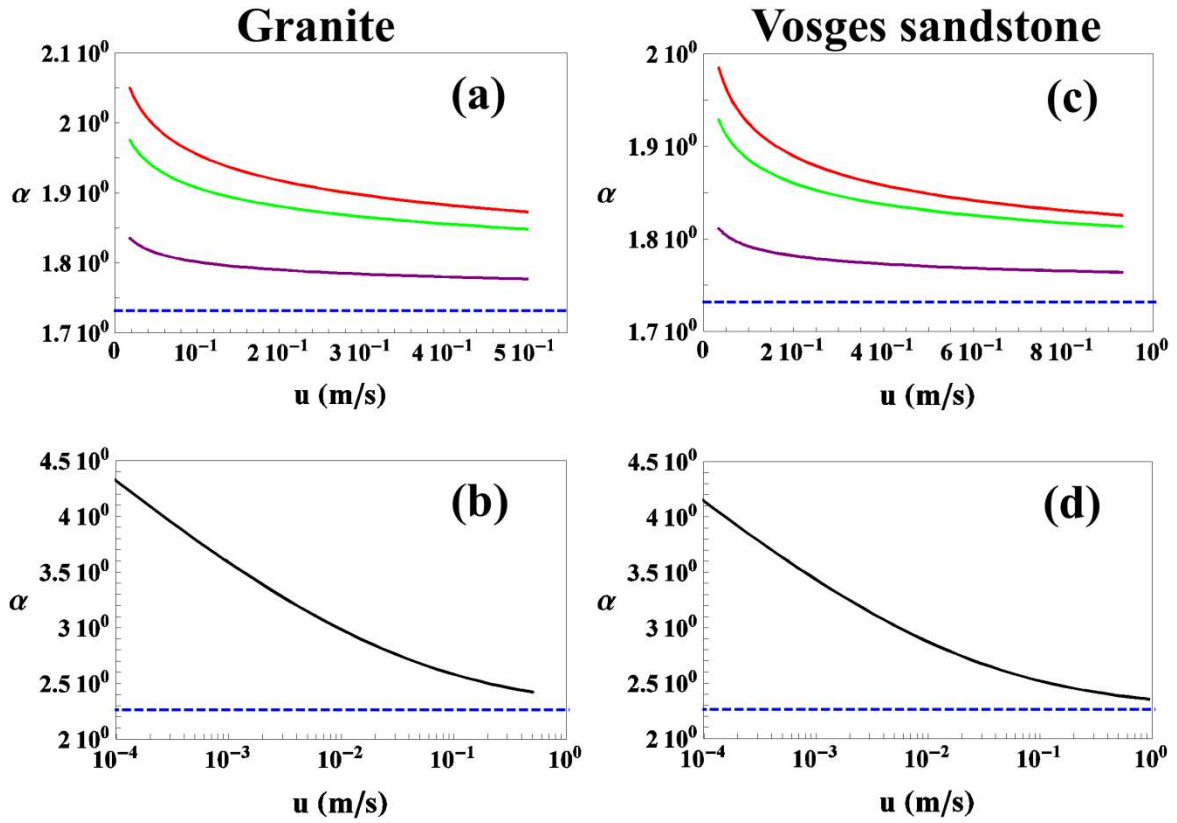 Granite
Vosges sandstone
2.1 10⁰
2 10⁰
1.9 10⁰
1.8 10⁰
1.7 10⁰
α
(a)
0 10⁻¹ 2 10⁻¹ 3 10⁻¹ 4 10⁻¹ 5 10⁻¹
u (m/s)
2 10⁰
1.9 10⁰
1.8 10⁰
1.7 10⁰
α
(c)
0 2 10⁻¹ 4 10⁻¹ 6 10⁻¹ 8 10⁻¹ 10⁰
u (m/s)
4.5 10⁰
4 10⁰
3.5 10⁰
3 10⁰
2.5 10⁰
2 10⁰
α
(b)
10⁻⁴ 10⁻³ 10⁻² 10⁻¹ 10⁰
u (m/s)
4.5 10⁰
4 10⁰
3.5 10⁰
3 10⁰
2.5 10⁰
2 10⁰
α
(d)
10⁻⁴ 10⁻³ 10⁻² 10⁻¹ 10⁰
u (m/s)